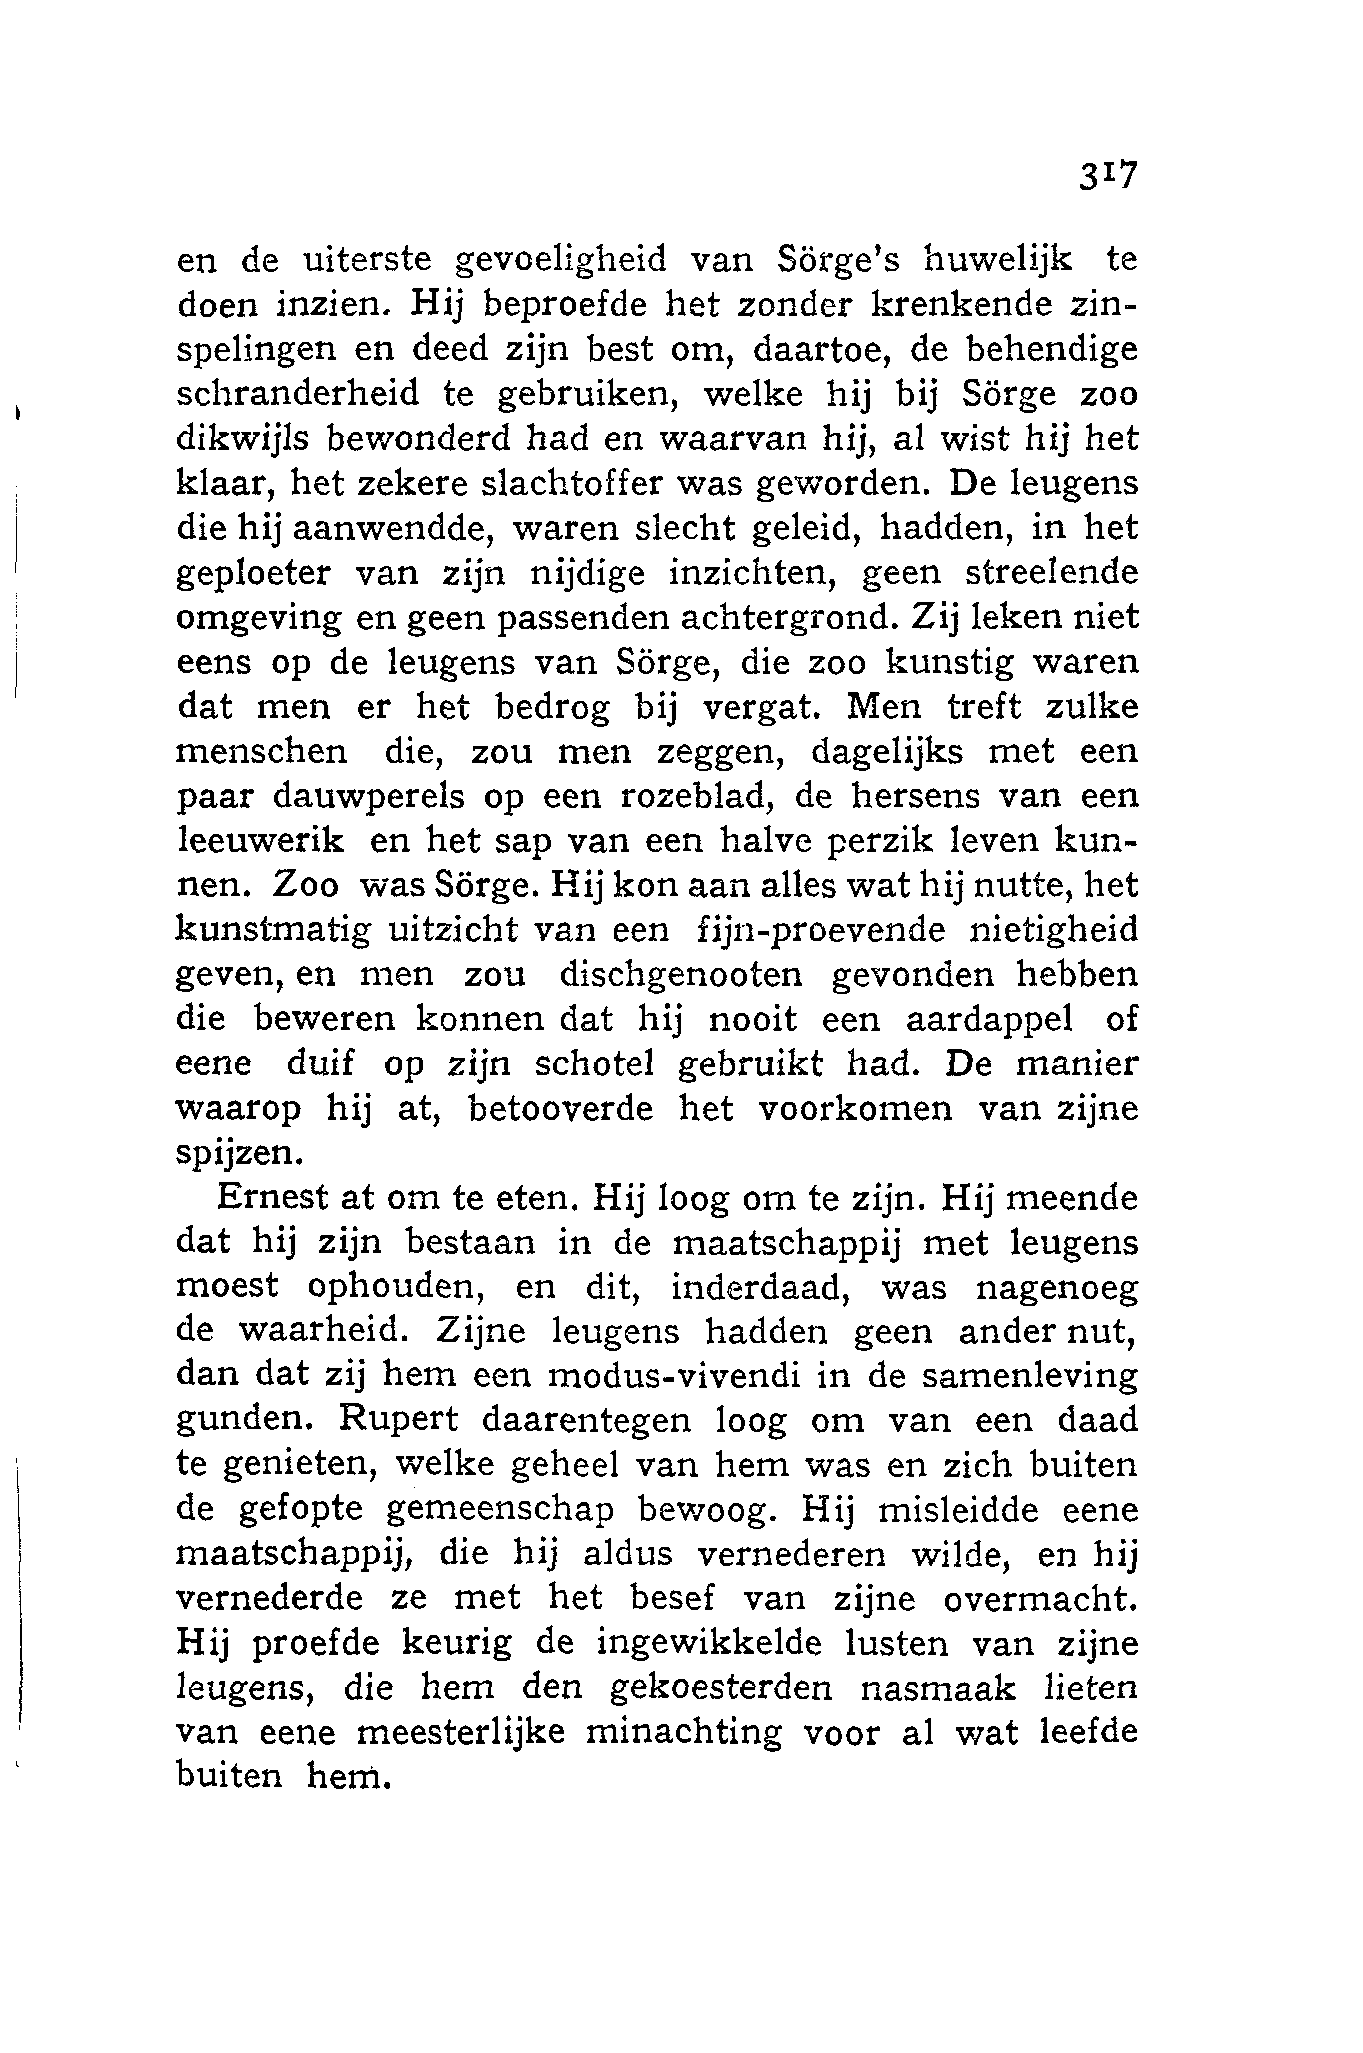 317
en de uiterste gevoeligheid van Sörge's huwelijk te
doen inzien. Hij beproefde het zonder krenkende zin-
spelingen en deed zijn best om, daartoe, de behendige
schranderheid te gebruiken, welke hij bij Sörge zoo
dikwijls bewonderd had en waarvan hij, al wist hij het
klaar, het zekere slachtoffer was geworden. De leugens
die hij aanwendde, waren slecht geleid, hadden, in het
geploeter van zijn nijdige inzichten, geen streelende
omgeving en geen passenden achtergrond. Zij leken niet
eens op de leugens van Sörge, die zoo kunstig waren
dat men er het bedrog bij vergat. Men treft zulke
menschen die, zou men zeggen, dagelijks met een
paar dauwperels op een rozeblad, de hersens van een
leeuwerik en het sap van een halve perzik leven kun-
nen. Zoo was Sörge. Hij kon aan alles wat hij nutte, het
kunstmatig uitzicht van een fijn-proevende nietigheid
geven, en men zou dischgenooten gevonden hebben
die beweren konnen dat hij nooit een aardappel of
eene duif op zijn schotel gebruikt had. De manier
waarop hij at, betooverde het voorkomen van zijne
spijzen.
Ernest at om te eten. Hij loog om te zijn. Hij meende
dat hij zijn bestaan in de maatschappij met leugens
moest ophouden, en dit, inderdaad, was nagenoeg
de waarheid. Zijne leugens hadden geen ander nut,
dan dat zij hem een modus-vivendi in de samenleving
gunden. Rupert daarentegen loog om van een daad
te genieten, welke geheel van hem was en zich buiten
de gefopte gemeenschap bewoog. Hij misleidde eene
maatschappij, die hij aldus vernederen wilde, en hij
vernederde ze met het besef van zijne overmacht.
Hij proefde keurig de ingewikkelde lusten van zijne
leugens, die hem den gekoesterden nasmaak lieten
van eene meesterlijke minachting voor al wat leefde
buiten hem.